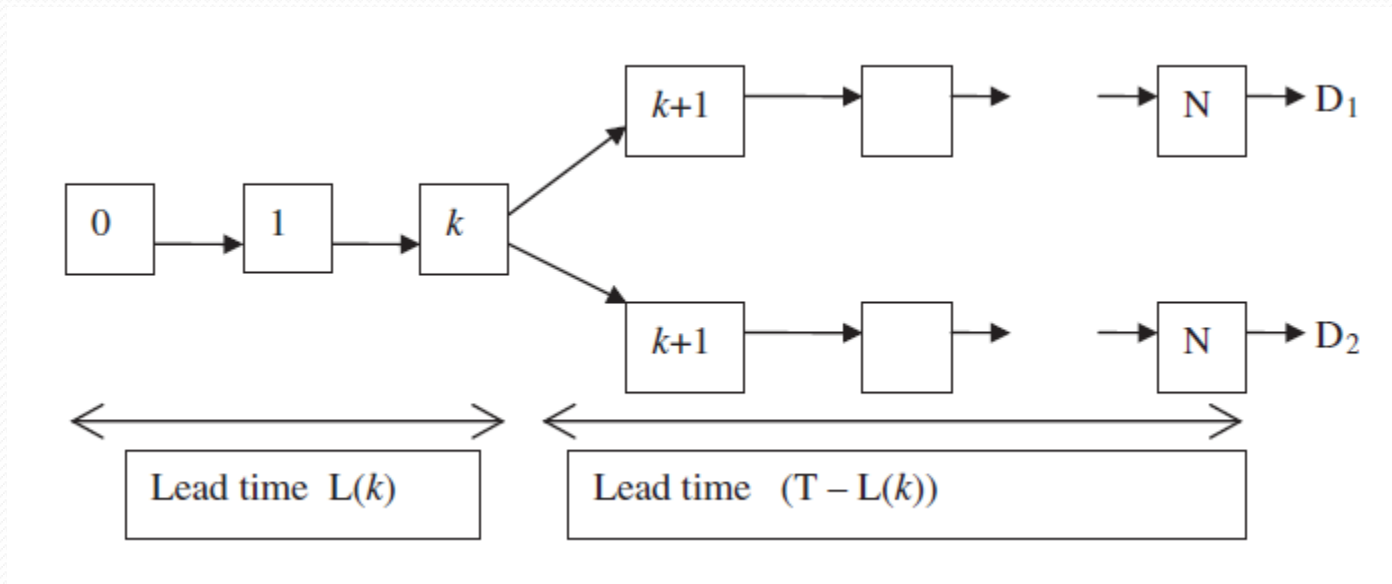 k+1
N
D₁
0
1
k
k+1
N
D₂
Lead time L(k)
Lead time (T – L(k))